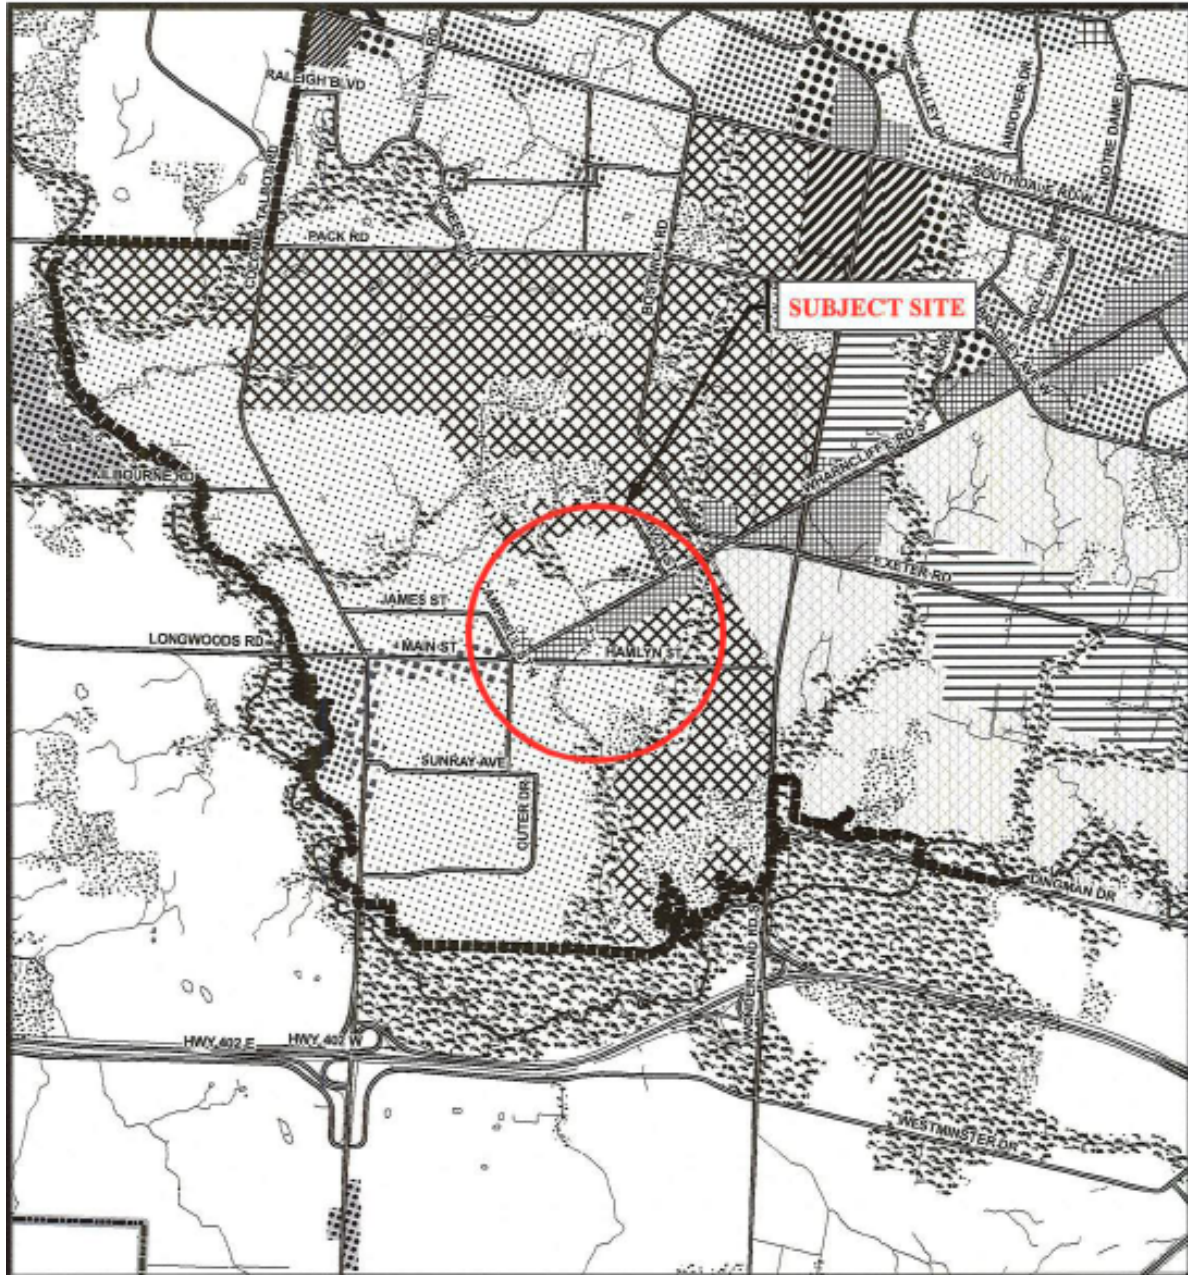 RALEIGH BLVD
PACK RD
BOSTWICK RD
SOUTHDALE RD W
ANDOVER DR
NOTRE DAME DR
SUBJECT SITE
WHARNCLIFFE RD S
EXETER RD
JAMES ST
LONGWOODS RD
MAIN ST
HAMLYN ST
SUNRAY AVE
OUTER DR
DINGMAN DR
WONDERLAND RD S
HWY 402 E
HWY 402 W
WESTMINSTER DR